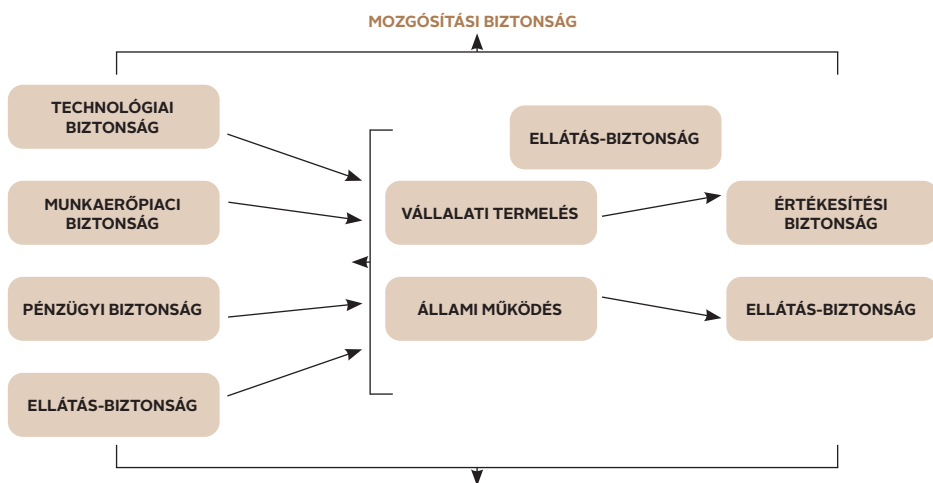 MOZGÓSÍTÁSI BIZTONSÁG
TECHNOLÓGIAI
BIZTONSÁG
MUNKAERŐPIACI
BIZTONSÁG
PÉNZÜGYI BIZTONSÁG
ELLÁTÁS-BIZTONSÁG
ELLÁTÁS-BIZTONSÁG
VÁLLALATI TERMELÉS
ÁLLAMI MŰKÖDÉS
ÉRTÉKESÍTÉSI
BIZTONSÁG
ELLÁTÁS-BIZTONSÁG